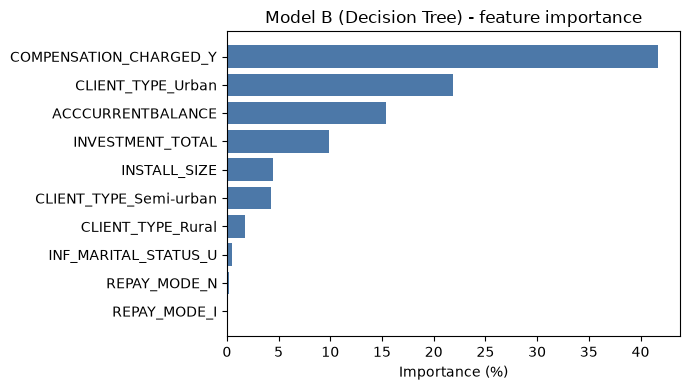 Model B (Decision Tree) - feature importance
COMPENSATION_CHARGED_Y
CLIENT_TYPE_Urban
ACCCURRENTBALANCE
INVESTMENT_TOTAL
INSTALL_SIZE
CLIENT_TYPE_Semi-urban
CLIENT_TYPE_Rural
INF_MARITAL_STATUS_U
REPAY_MODE_N
REPAY_MODE_I
0 5 10 15 20 25 30 35 40
Importance (%)